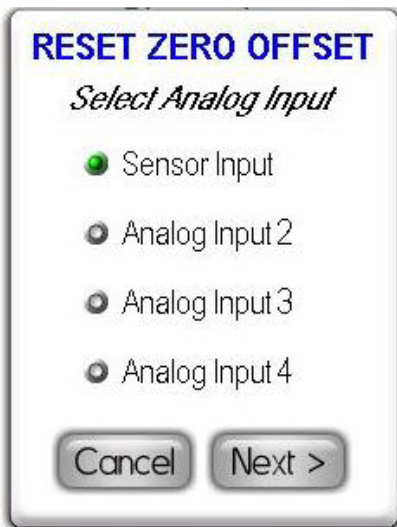 RESET ZERO OFFSET
Select Analog Input
Sensor Input
Analog Input 2
Analog Input 3
Analog Input 4
Cancel Next >